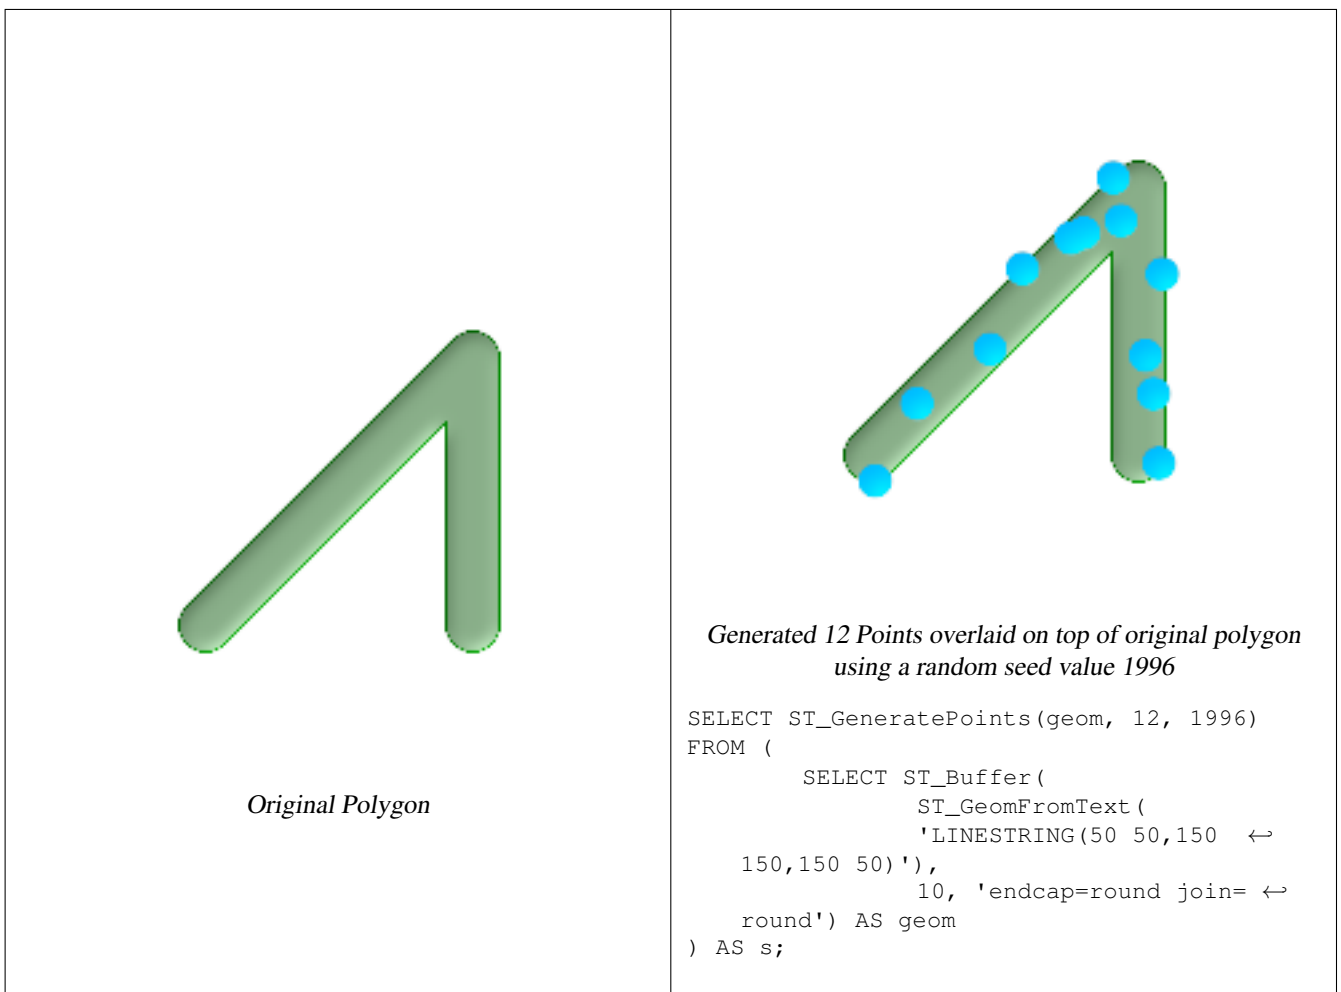 Original Polygon
Generated 12 Points overlaid on top of original polygon
using a random seed value 1996
SELECT ST_GeneratePoints(geom, 12, 1996)
FROM (
        SELECT ST_Buffer(
                ST_GeomFromText(
                'LINESTRING(50 50,150  ↩
    150,150 50)'),
                10, 'endcap=round join= ↩
    round') AS geom
) AS s;